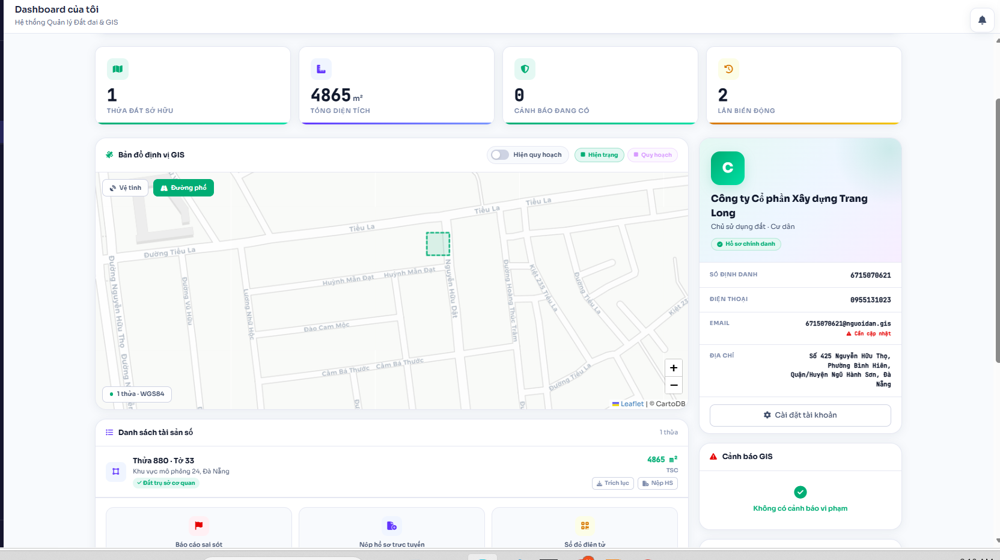 Dashboard của tôi
Hệ thống Quản lý Đất đai & GIS
1
THỬA ĐẤT SỞ HỮU
4865 m²
TỔNG DIỆN TÍCH
0
CẢNH BÁO ĐANG CÓ
2
LẦN BIẾN ĐỘNG
Bản đồ định vị GIS
Hiện quy hoạch
Hiện trạng
Quy hoạch
Vệ tinh
Đường phố
Tiểu La
Tiểu La
Tiểu La
Đường Tiểu La
Đường Nguyễn Hữu Thọ
Đường Vũ Hữu
Lương Nhữ Hộc
Huỳnh Mẫn Đạt
Huỳnh Mẫn Đạt
Nguyễn Hữu Dật
Đường Hoàng Thúc Trâm
Kiệt 235 Tiểu La
Đường Tiểu La
Kiệt 23
Đào Cam Mộc
Cầm Bá Thước
Cầm Bá Thước
Đường Tiểu La
+
−
1 thửa · WGS84
Leaflet | © CartoDB
C
Công ty Cổ phần Xây dựng Trang
Long
Chủ sử dụng đất · Cư dân
Hồ sơ chính danh
SỐ ĐỊNH DANH
6715070621
ĐIỆN THOẠI
0955131023
EMAIL
6715070621@nguoidan.gis
Cần cập nhật
ĐỊA CHỈ
Số 425 Nguyễn Hữu Thọ,
Phường Bình Hiên,
Quận/Huyện Ngũ Hành Sơn, Đà
Nẵng
Cài đặt tài khoản
Danh sách tài sản số
1 thửa
Thửa 880 · Tờ 33
Khu vực mô phỏng 24, Đà Nẵng
Đất trụ sở cơ quan
4865 m²
TSC
Trích lục
Nộp HS
Cảnh báo GIS
Không có cảnh báo vi phạm
Báo cáo sai sót
Nộp hồ sơ trực tuyến
Sổ đỏ điện tử